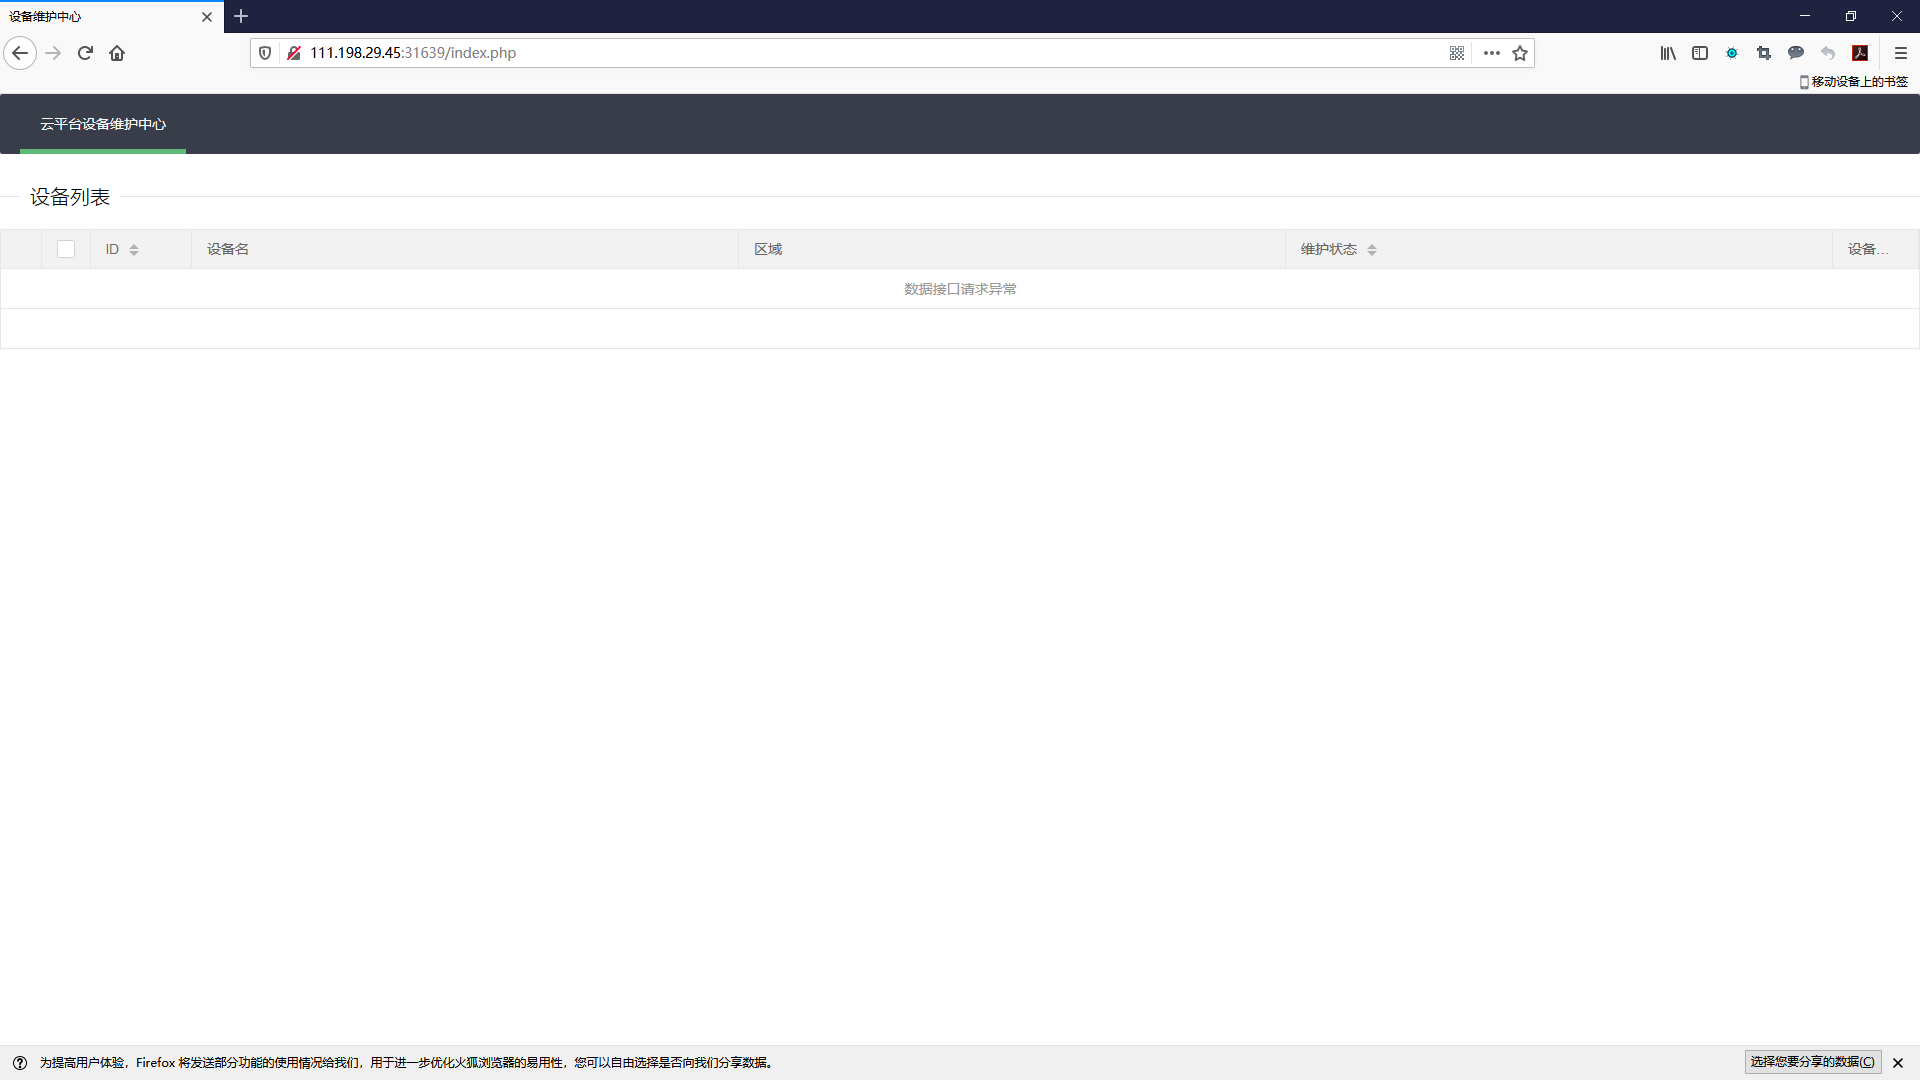 设备维护中心
111.198.29.45:31639/index.php
移动设备上的书签
云平台设备维护中心
设备列表
ID 设备名 区域 维护状态 设备...
数据接口请求异常
为提高用户体验，Firefox 将发送部分功能的使用情况给我们，用于进一步优化火狐浏览器的易用性，您可以自由选择是否向我们分享数据。 选择您要分享的数据(C)